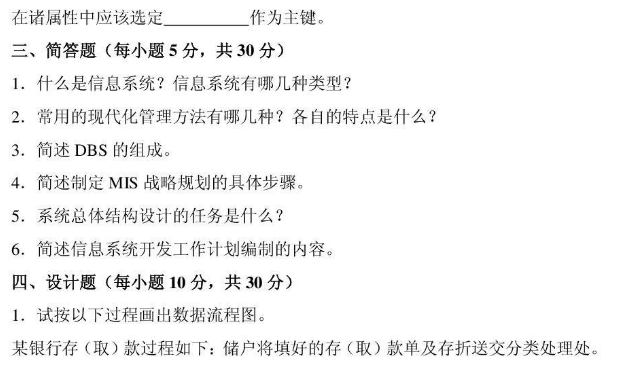 在诸属性中应该选定__________作为主键。
三、简答题（每小题 5 分，共 30 分）
1．什么是信息系统？信息系统有哪几种类型？
2．常用的现代化管理方法有哪几种？各自的特点是什么？
3．简述 DBS 的组成。
4．简述制定 MIS 战略规划的具体步骤。
5．系统总体结构设计的任务是什么？
6．简述信息系统开发工作计划编制的内容。
四、设计题（每小题 10 分，共 30 分）
1．试按以下过程画出数据流程图。
某银行存（取）款过程如下：储户将填好的存（取）款单及存折送交分类处理处。